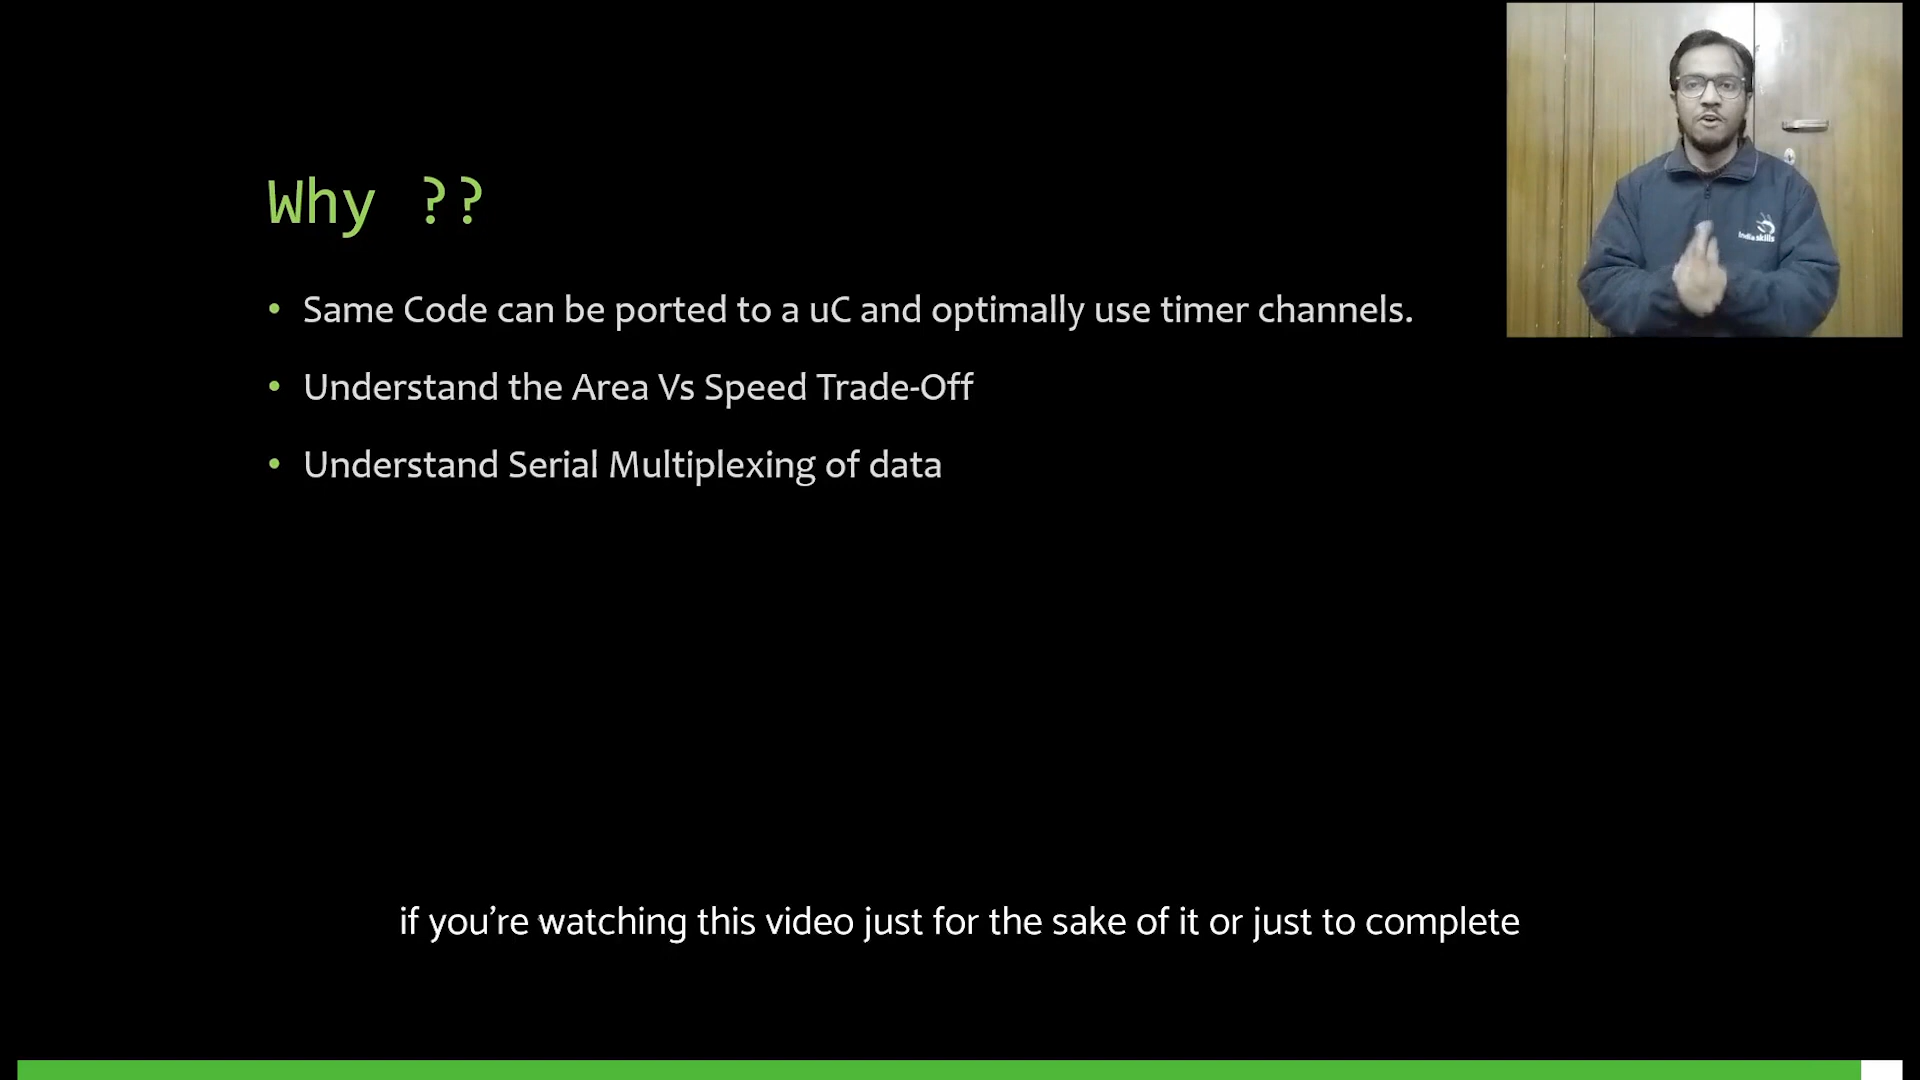 Why ??
• Same Code can be ported to a uC and optimally use timer channels.
• Understand the Area Vs Speed Trade-Off
• Understand Serial Multiplexing of data
india skills
if you're watching this video just for the sake of it or just to complete